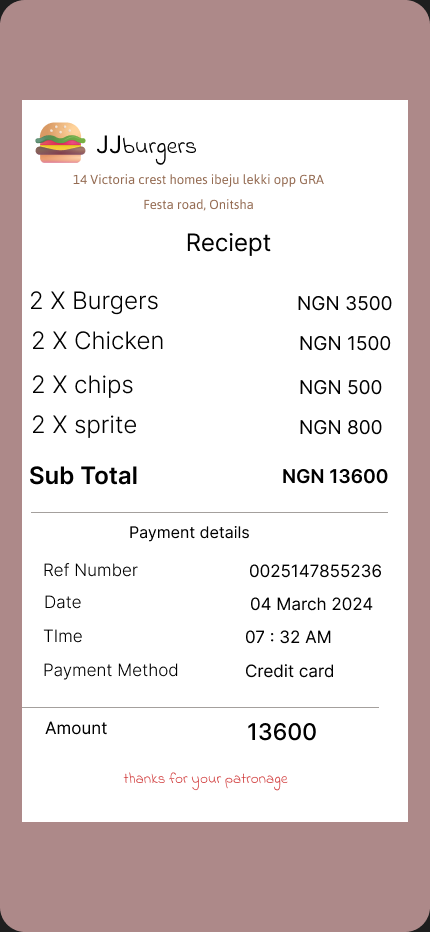 JJburgers
14 Victoria crest homes ibeju lekki opp GRA
Festa road, Onitsha
Reciept
2 X Burgers NGN 3500
2 X Chicken NGN 1500
2 X chips NGN 500
2 X sprite NGN 800
Sub Total NGN 13600
Payment details
Ref Number 0025147855236
Date 04 March 2024
TIme 07 : 32 AM
Payment Method Credit card
Amount 13600
thanks for your patronage